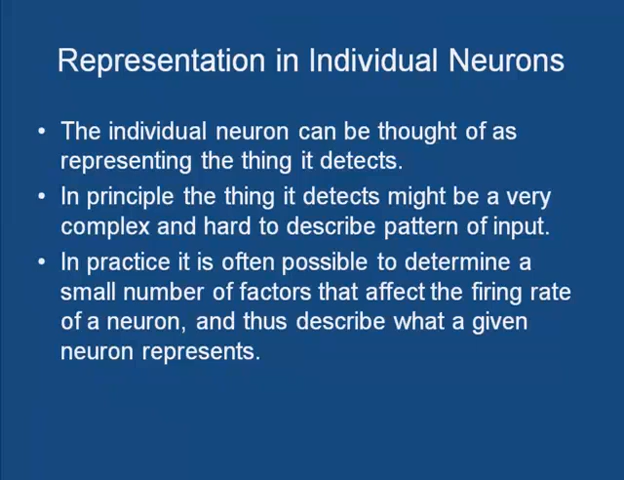 Representation in Individual Neurons
• The individual neuron can be thought of as
representing the thing it detects.
• In principle the thing it detects might be a very
complex and hard to describe pattern of input.
• In practice it is often possible to determine a
small number of factors that affect the firing rate
of a neuron, and thus describe what a given
neuron represents.